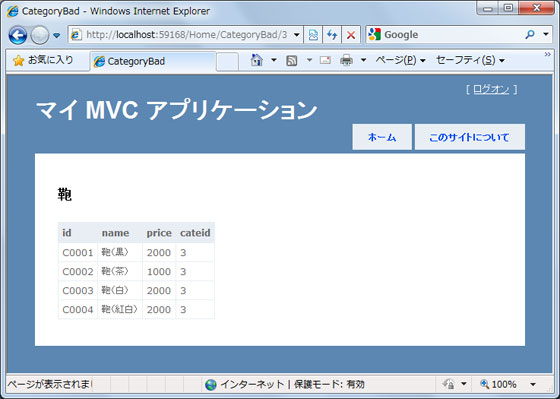 CategoryBad - Windows Internet Explorer
http://localhost:59168/Home/CategoryBad/3
Google
お気に入り
CategoryBad
ページ(P)
セーフティ(S)
[ ログオン ]
マイ MVC アプリケーション
ホーム
このサイトについて
鞄
id name price cateid
C0001 鞄(黒) 2000 3
C0002 鞄(茶) 1000 3
C0003 鞄(白) 2000 3
C0004 鞄(紅白) 2000 3
ページが表示されまし
インターネット | 保護モード: 有効
100%